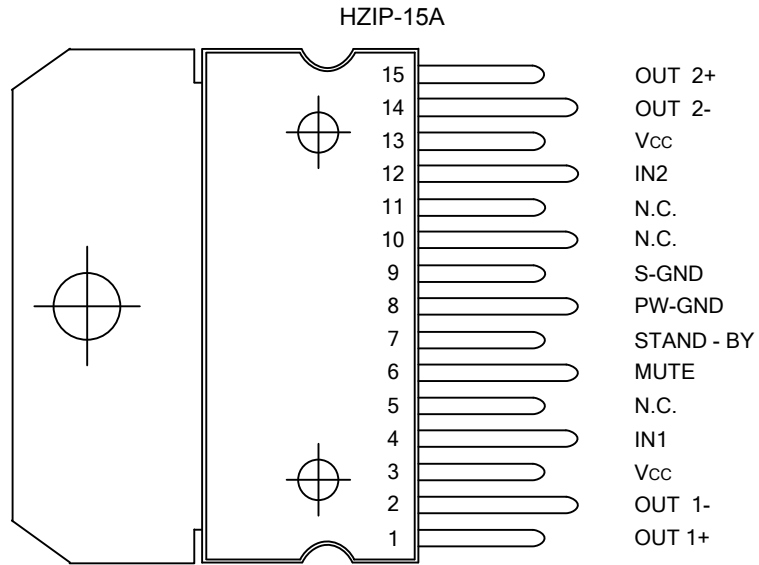 HZIP-15A
15 OUT 2+
14 OUT 2-
13 Vcc
12 IN2
11 N.C.
10 N.C.
9 S-GND
8 PW-GND
7 STAND - BY
6 MUTE
5 N.C.
4 IN1
3 Vcc
2 OUT 1-
1 OUT 1+